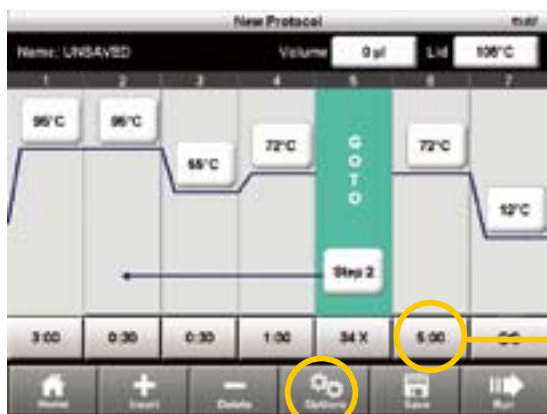 New Protocol
Name: UNSAVED Volume 0 µl Lid 105°C
1 2 3 4 5 6 7
95°C 95°C 55°C 72°C GOTO 72°C 12°C
Step 2
3:00 0:30 0:30 1:00 34 X 5:00
Home Insert Delete Options Save Run